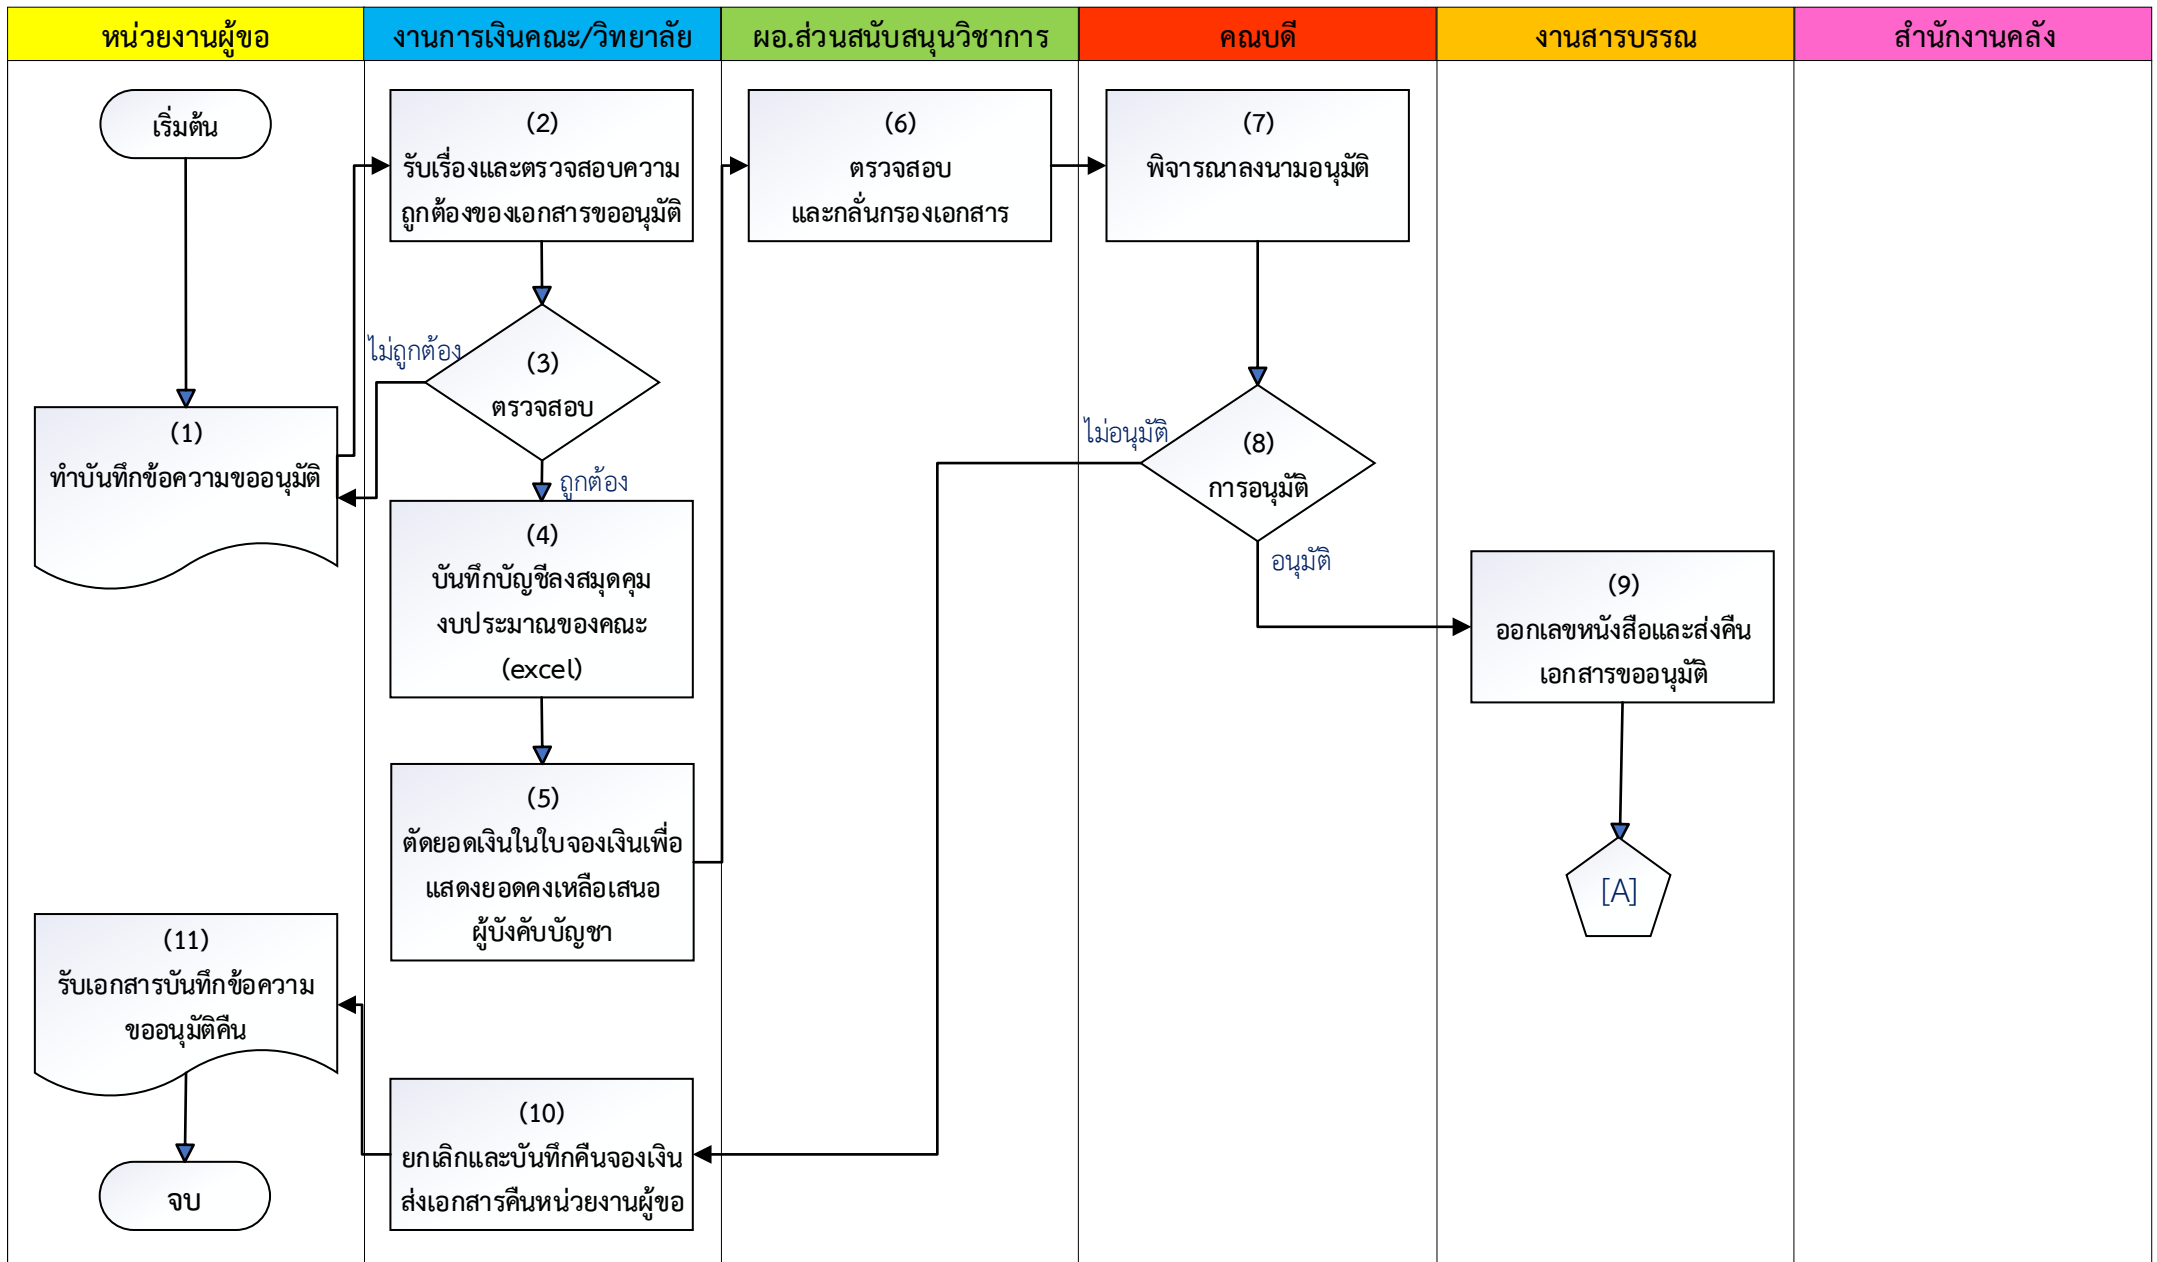 หน่วยงานผู้ขอ
งานการเงินคณะ/วิทยาลัย
ผอ.ส่วนสนับสนุนวิชาการ
คณบดี
งานสารบรรณ
สำนักงานคลัง
เริ่มต้น
(1)
ทำบันทึกข้อความขออนุมัติ
(2)
รับเรื่องและตรวจสอบความ
ถูกต้องของเอกสารขออนุมัติ
ไม่ถูกต้อง
(3)
ตรวจสอบ
ถูกต้อง
(4)
บันทึกบัญชีลงสมุดคุม
งบประมาณของคณะ
(excel)
(5)
ตัดยอดเงินในใบจองเงินเพื่อ
แสดงยอดคงเหลือเสนอ
ผู้บังคับบัญชา
(6)
ตรวจสอบ
และกลั่นกรองเอกสาร
(7)
พิจารณาลงนามอนุมัติ
ไม่อนุมัติ
(8)
การอนุมัติ
อนุมัติ
(9)
ออกเลขหนังสือและส่งคืน
เอกสารขออนุมัติ
[A]
(10)
ยกเลิกและบันทึกคืนจองเงิน
ส่งเอกสารคืนหน่วยงานผู้ขอ
(11)
รับเอกสารบันทึกข้อความ
ขออนุมัติคืน
จบ